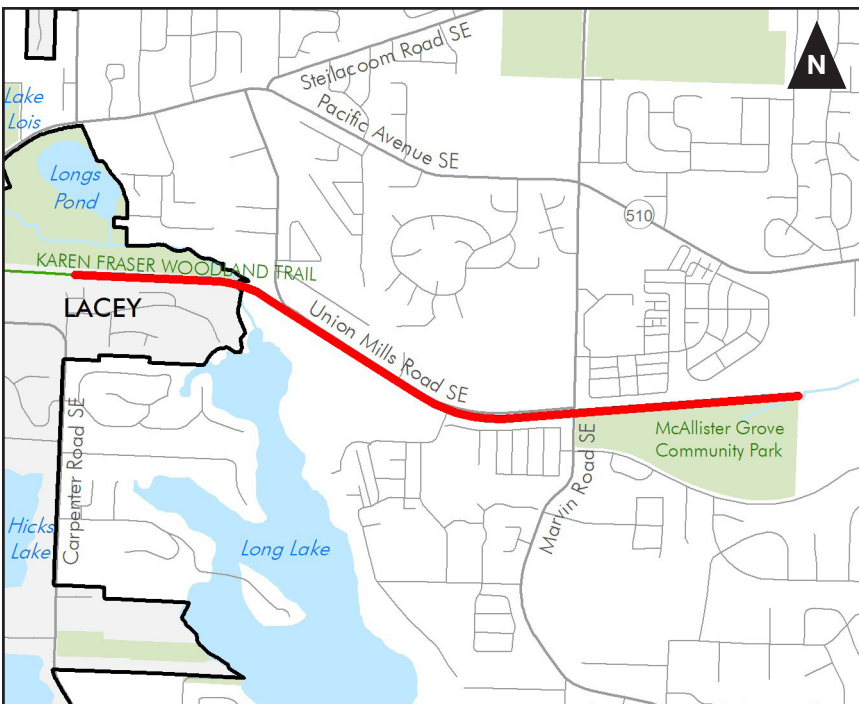 N
Steilacoom Road SE
Pacific Avenue SE
Lake
Lois
Longs
Pond
510
KAREN FRASER WOODLAND TRAIL
LACEY
Union Mills Road SE
Carpenter Road SE
McAllister Grove
Community Park
Marvin Road SE
Hicks
Lake
Long Lake